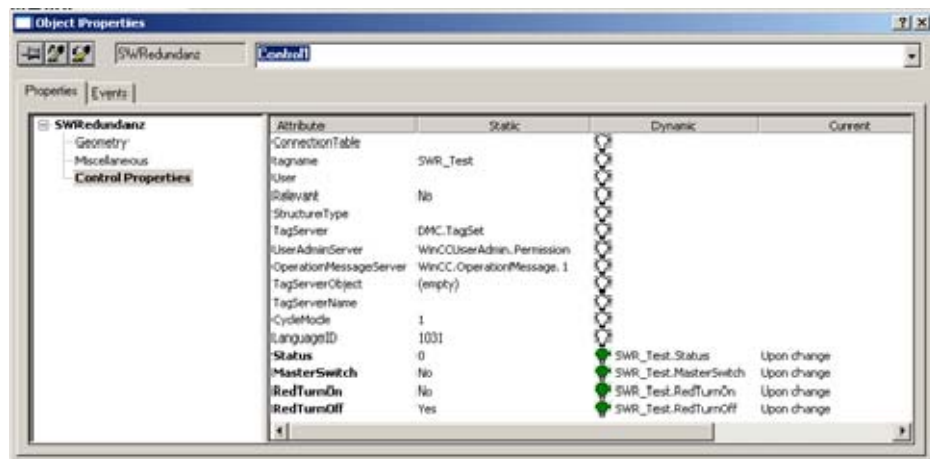 Object Properties
SWRedundanz Control1
Properties Events
SWRedundanz
Geometry
Miscellaneous
Control Properties
Attribute Static Dynamic Current
ConnectionTable
tagname SWR_Test
User
Relevant No
StructureType
TagServer DMC.TagSet
UserAdminServer WinCCUserAdmin.Permission
OperationMessageServer WinCC.OperationMessage.1
TagServerObject (empty)
TagServerName
CycleMode 1
LanguageID 1031
Status 0 SWR_Test.Status Upon change
MasterSwitch No SWR_Test.MasterSwitch Upon change
RedTurnOn No SWR_Test.RedTurnOn Upon change
RedTurnOff Yes SWR_Test.RedTurnOff Upon change